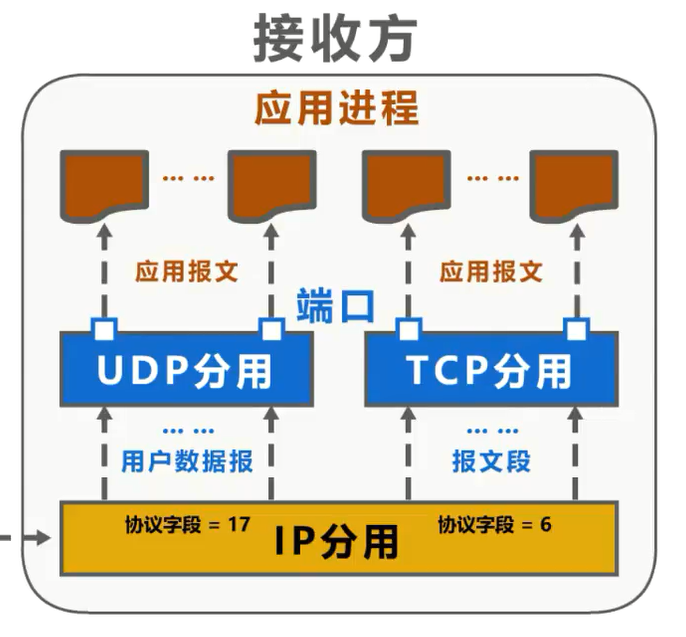 接收方
应用进程
... ...
... ...
应用报文
应用报文
端口
UDP分用
TCP分用
... ...
... ...
用户数据报
报文段
协议字段 = 17
协议字段 = 6
IP分用